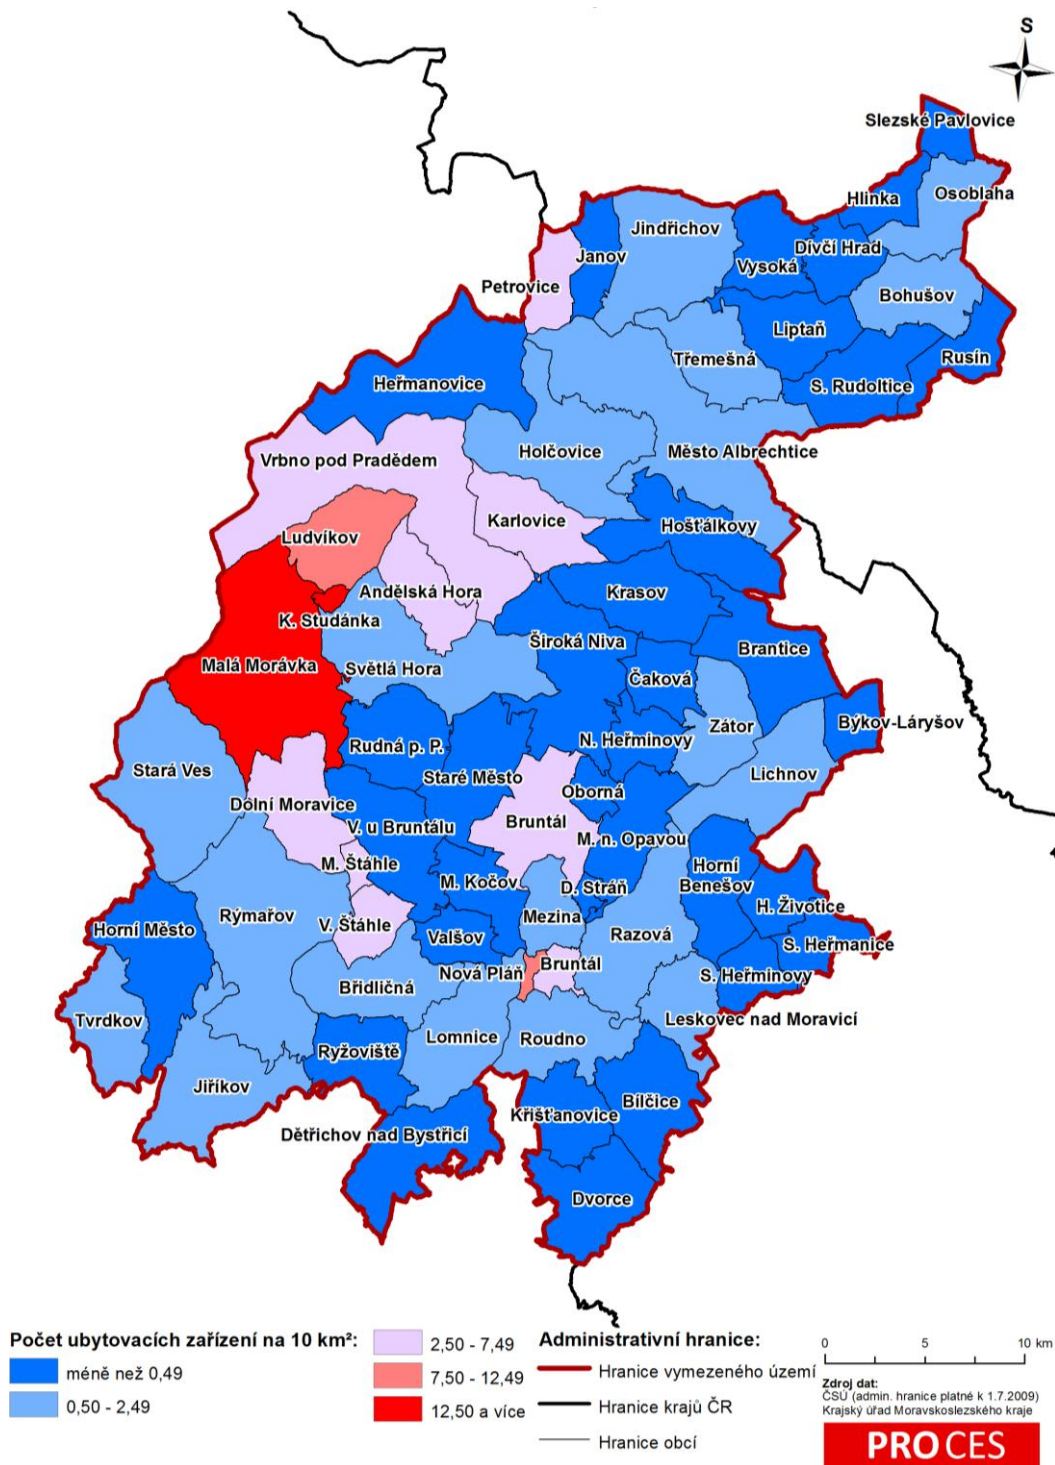 S
Slezské Pavlovice
Hlinka
Osoblaha
Jindřichov
Dívčí Hrad
Janov
Vysoká
Petrovice
Bohušov
Liptaň
Třemešná
Rusín
Heřmanovice
S. Rudoltice
Holčovice
Město Albrechtice
Vrbno pod Pradědem
Karlovice
Hošťálkovy
Ludvíkov
Andělská Hora
Krasov
K. Studánka
Široká Niva
Brantice
Malá Morávka
Světlá Hora
Čaková
Zátor
Býkov-Láryšov
N. Heřminovy
Rudná p. P.
Stará Ves
Staré Město
Lichnov
Oborná
Dolní Moravice
Bruntál
V. u Bruntálu
M. n. Opavou
M. Štáhle
Horní
Benešov
M. Kočov
D. Stráň
H. Životice
Rýmařov
Mezina
V. Štáhle
Horní Město
Valšov
Razová
S. Heřmanice
Bruntál
Nová Pláň
S. Heřminovy
Břidličná
Tvrdkov
Leskovec nad Moravicí
Lomnice
Roudno
Ryžoviště
Jiříkov
Bílčice
Křišťanovice
Dětřichov nad Bystřicí
Dvorce
Počet ubytovacích zařízení na 10 km²:
méně než 0,49
0,50 - 2,49
2,50 - 7,49
7,50 - 12,49
12,50 a více
Administrativní hranice:
Hranice vymezeného území
Hranice krajů ČR
Hranice obcí
0 5 10 km
Zdroj dat:
ČSÚ (admin. hranice platné k 1.7.2009)
Krajský úřad Moravskoslezského kraje
PROCES